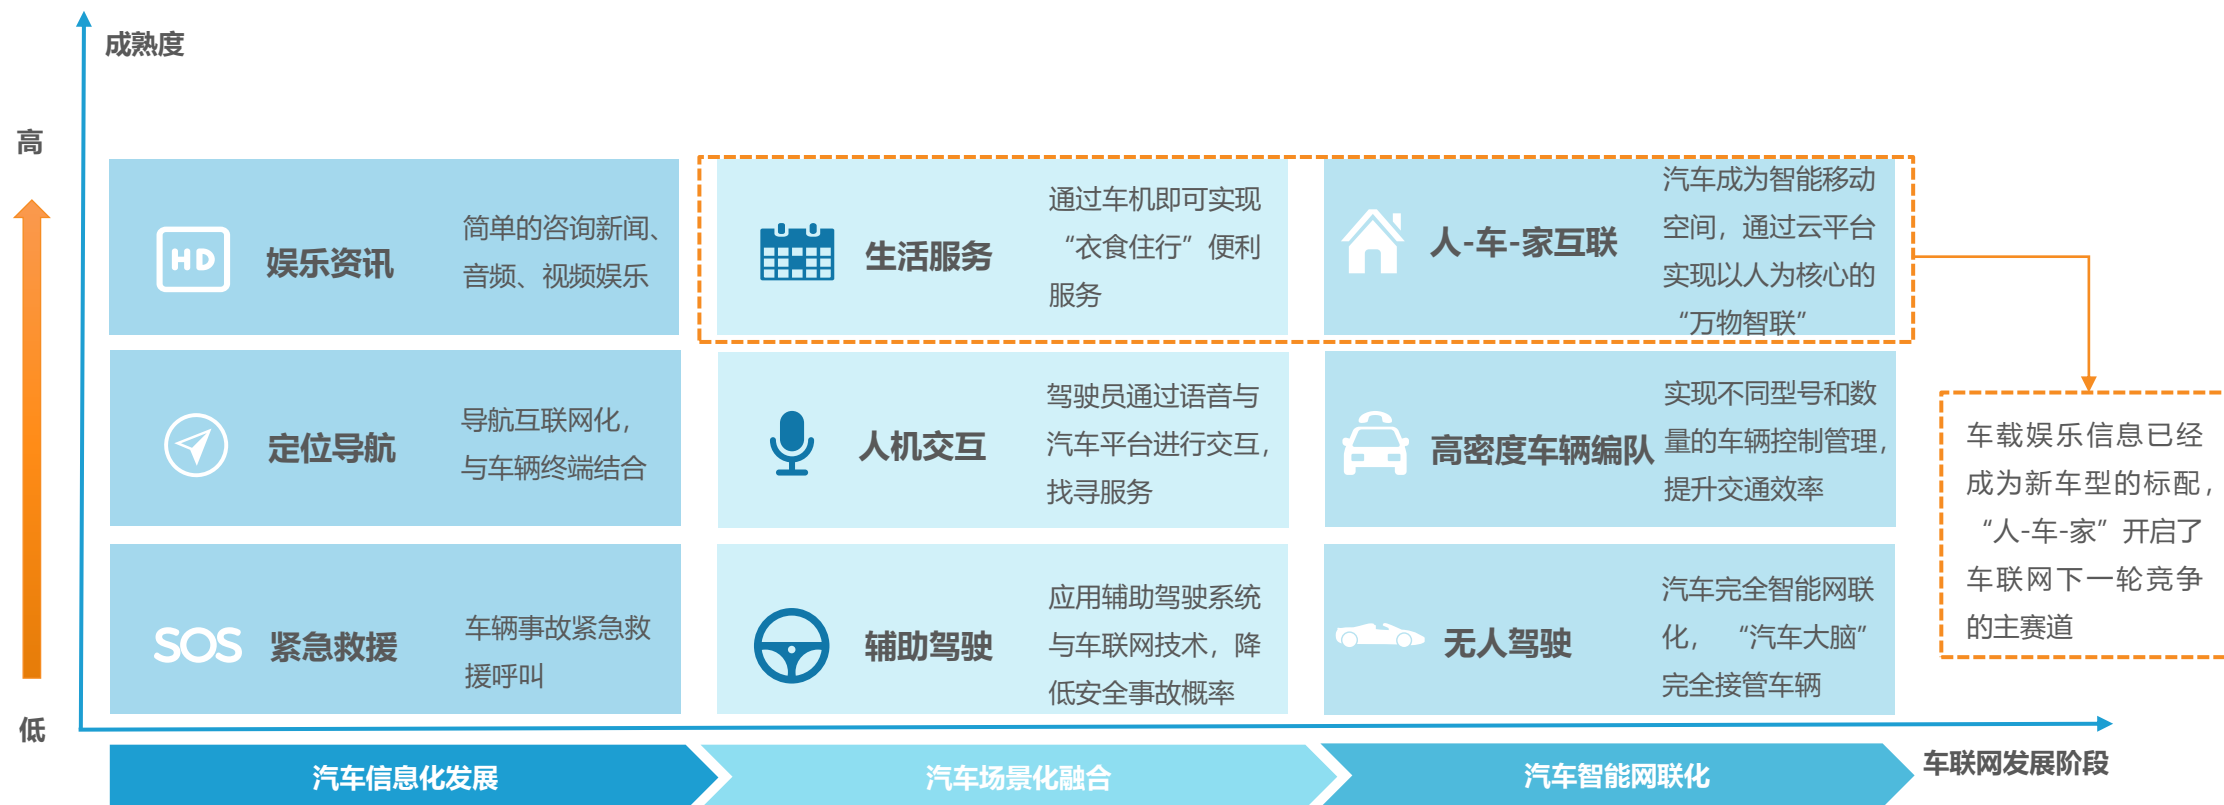 成熟度
高
HD
娱乐资讯
简单的咨询新闻、
音频、视频娱乐
生活服务
通过车机即可实现
“衣食住行”便利
服务
人-车-家互联
汽车成为智能移动
空间，通过云平台
实现以人为核心的
“万物智联”
定位导航
导航互联网化，
与车辆终端结合
人机交互
驾驶员通过语音与
汽车平台进行交互，
找寻服务
高密度车辆编队
实现不同型号和数
量的车辆控制管理，
提升交通效率
车载娱乐信息已经
成为新车型的标配，
“人-车-家”开启了
车联网下一轮竞争
的主赛道
SOS
紧急救援
车辆事故紧急救
援呼叫
辅助驾驶
应用辅助驾驶系统
与车联网技术，降
低安全事故概率
无人驾驶
汽车完全智能网联
化，“汽车大脑”
完全接管车辆
低
汽车信息化发展
汽车场景化融合
汽车智能网联化
车联网发展阶段